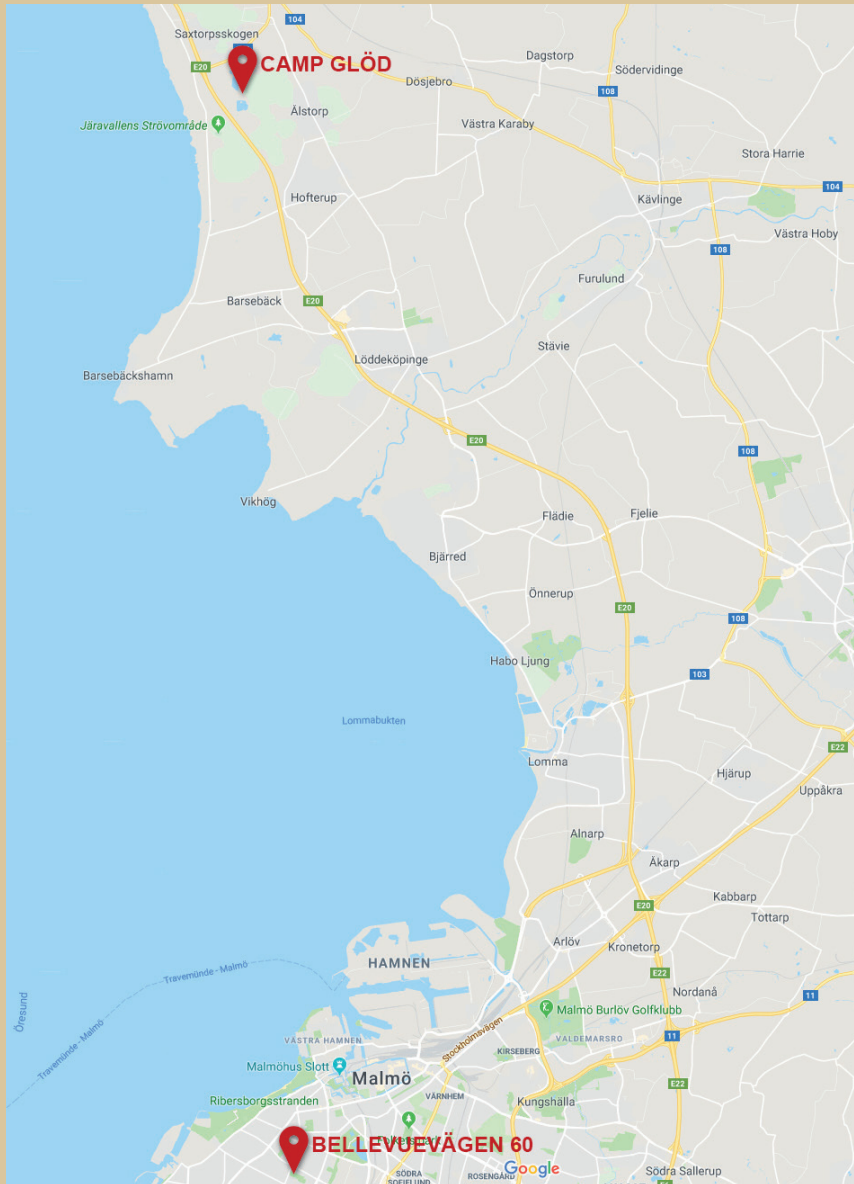 Saxtorpsskogen
104
E20
CAMP GLÖD
Dagstorp
Södervidinge
Dösjebro
108
Älstorp
Järavallens Strövområde
Västra Karaby
Stora Harrie
104
Hofterup
Kävlinge
Västra Hoby
108
Furulund
Barsebäck
E20
Stävie
Löddeköpinge
Barsebäckshamn
E20
108
Vikhög
Flädie
Fjelie
Bjärred
Önnerup
E20
108
Habo Ljung
103
Lommabukten
E22
Lomma
Hjärup
Uppåkra
Alnarp
Åkarp
Kabbarp
E20
Tottarp
Arlöv
Kronetorp
HAMNEN
E22
Travemünde - Malmö
Nordanå
11
Öresund
Malmö Burlöv Golfklubb
Stockholmsvägen
11
VÄSTRA HAMNEN
VALDEMARSRO
Travemünde - Malmö
KIRSEBERG
Malmöhus Slott
Malmö
E22
VÄRNHEM
Ribersborgsstranden
Kungshälla
BELLEVUEVÄGEN 60
Google
SÖDRA
SOFIELUND
ROSENGÅRD
Södra Sallerup